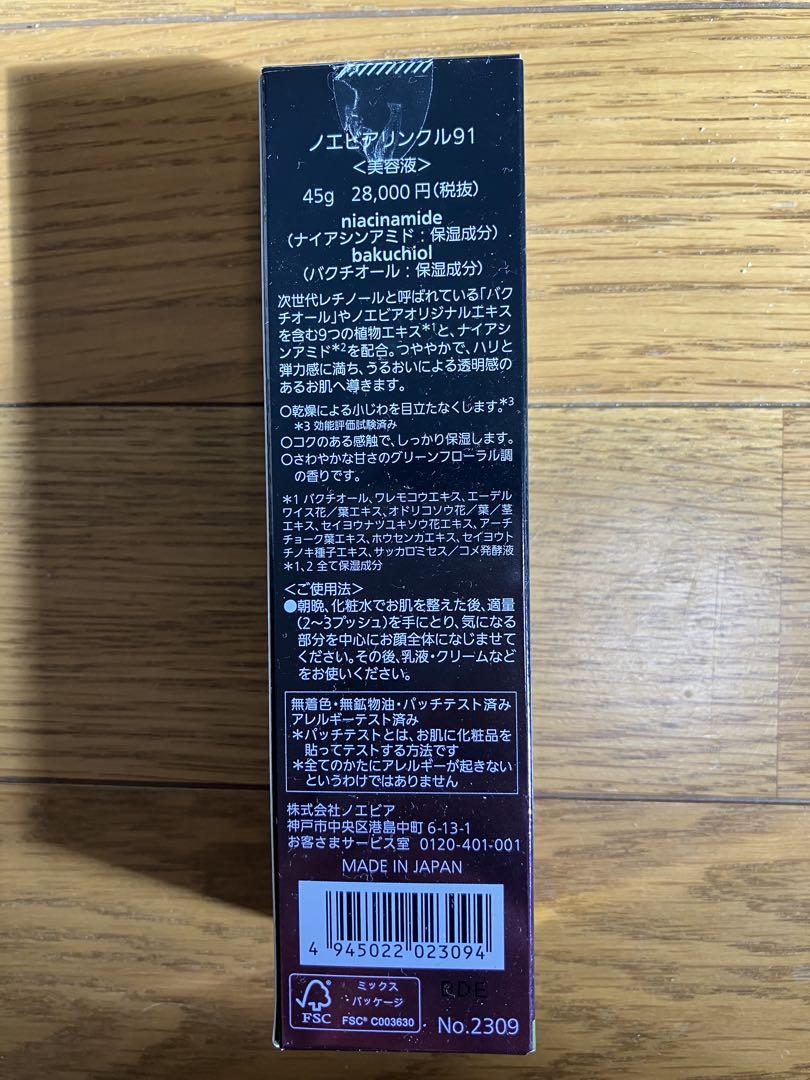 ノエビアリンクル91
＜美容液＞
45g　28,000円(税抜)
niacinamide
(ナイアシンアミド：保湿成分)
bakuchiol
(バクチオール：保湿成分)
次世代レチノールと呼ばれている「バク
チオール」やノエビアオリジナルエキス
を含む9つの植物エキス*1と、ナイアシ
ンアミド*2を配合。つややかで、ハリと
弾力感に満ち、うるおいによる透明感の
あるお肌へ導きます。
○乾燥による小じわを目立たなくします。*3
*3 効能評価試験済み
○コクのある感触で、しっかり保湿します。
○さわやかな甘さのグリーンフローラル調
の香りです。
*1 バクチオール、ワレモコウエキス、エーデル
ワイス花／葉エキス、オドリコソウ花／葉／茎
エキス、セイヨウナツユキソウ花エキス、アーチ
チョーク葉エキス、ホウセンカエキス、セイヨウト
チノキ種子エキス、サッカロミセス／コメ発酵液
*1、2 全て保湿成分
＜ご使用法＞
●朝晩、化粧水でお肌を整えた後、適量
(2〜3プッシュ)を手にとり、気になる
部分を中心にお顔全体になじませて
ください。その後、乳液・クリームなど
をお使いください。
無着色・無鉱物油・パッチテスト済み
アレルギーテスト済み
*パッチテストとは、お肌に化粧品を
貼ってテストする方法です
*全てのかたにアレルギーが起きない
というわけではありません
株式会社ノエビア
神戸市中央区港島中町 6-13-1
お客さまサービス室 0120-401-001
MADE IN JAPAN
4 945022 023094
ミックス
パッケージ
FSC
FSC® C003630
BDE
No.2309